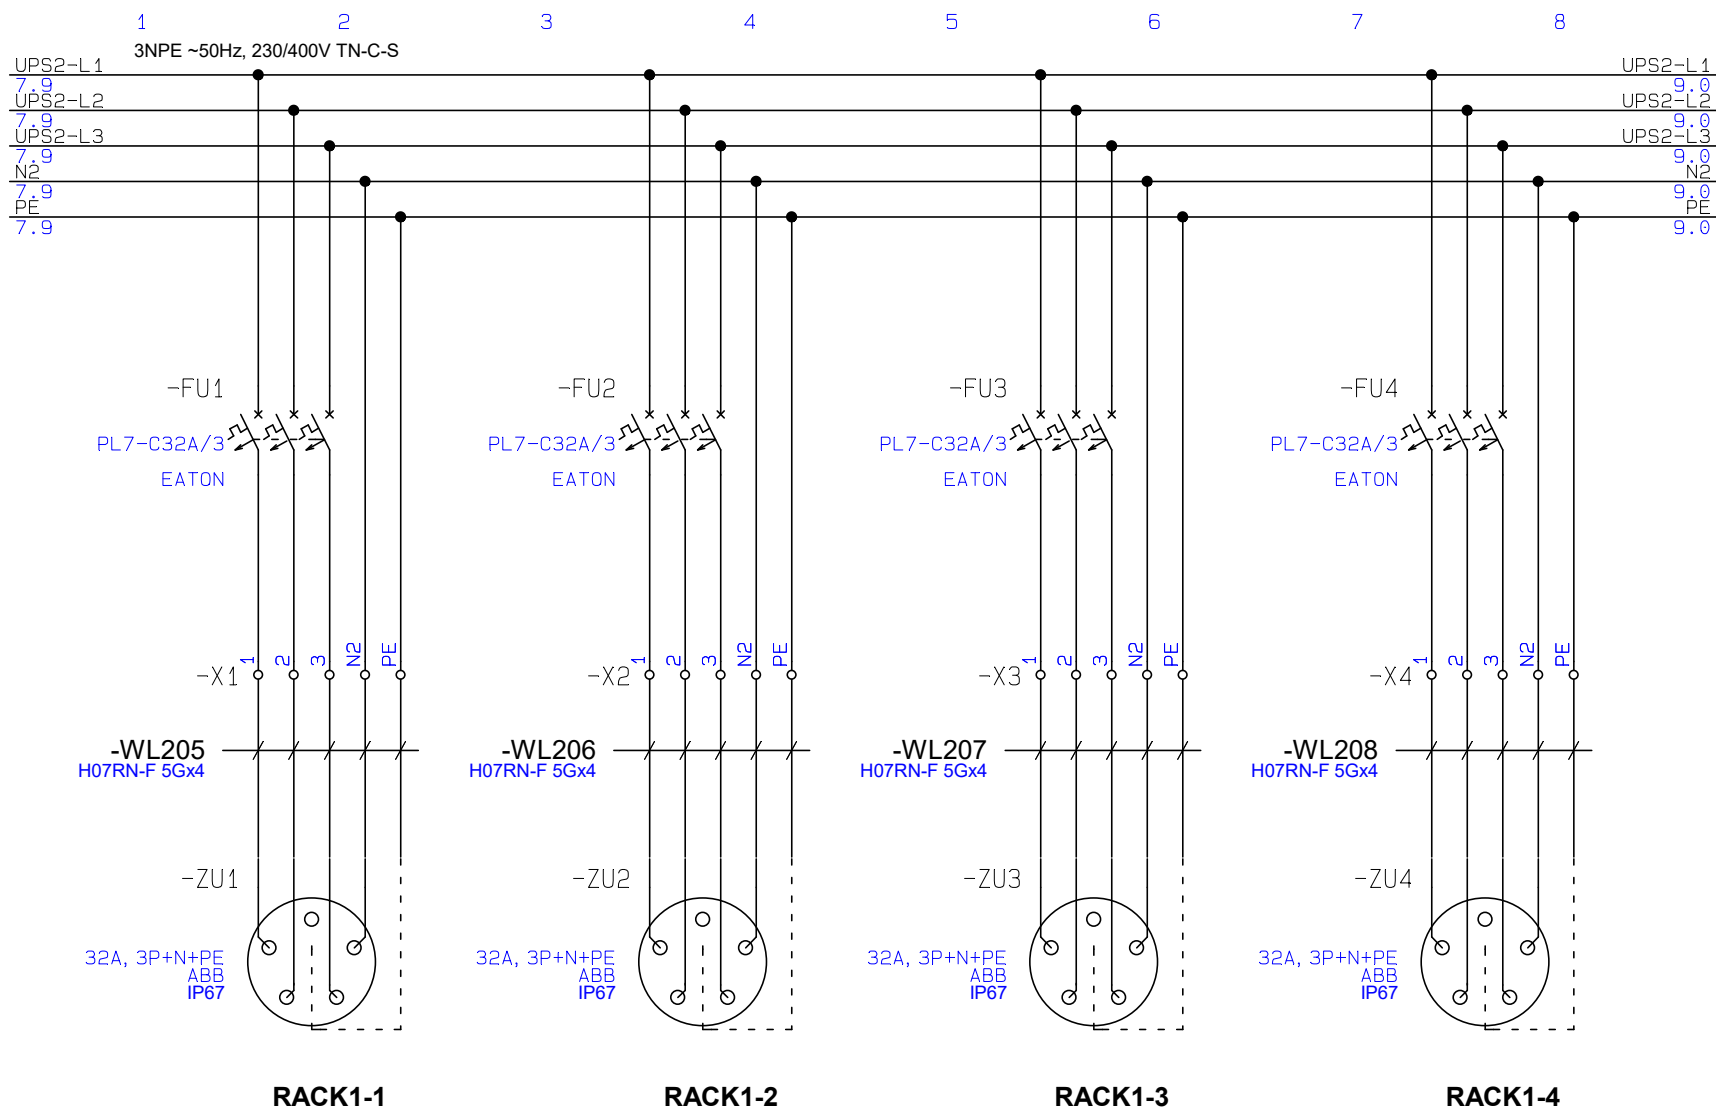 1 2 3 4 5 6 7 8
3NPE ~50Hz, 230/400V TN-C-S
UPS2-L1 UPS2-L1
7.9 9.0
UPS2-L2 UPS2-L2
7.9 9.0
UPS2-L3 UPS2-L3
7.9 9.0
N2 N2
7.9 9.0
PE PE
7.9 9.0
-FU1 -FU2 -FU3 -FU4
PL7-C32A/3 PL7-C32A/3 PL7-C32A/3 PL7-C32A/3
EATON EATON EATON EATON
-X1 1 2 3 N2 PE -X2 1 2 3 N2 PE -X3 1 2 3 N2 PE -X4 1 2 3 N2 PE
-WL205 -WL206 -WL207 -WL208
H07RN-F 5Gx4 H07RN-F 5Gx4 H07RN-F 5Gx4 H07RN-F 5Gx4
-ZU1 -ZU2 -ZU3 -ZU4
32A, 3P+N+PE 32A, 3P+N+PE 32A, 3P+N+PE 32A, 3P+N+PE
ABB ABB ABB ABB
IP67 IP67 IP67 IP67
RACK1-1 RACK1-2 RACK1-3 RACK1-4